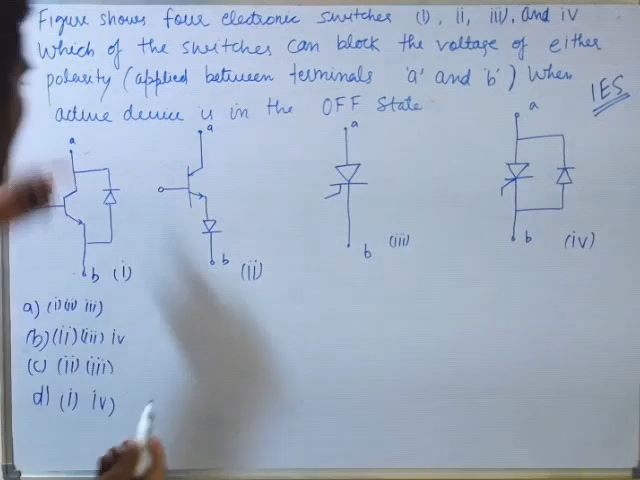 Figure shows four electronic switches (i), ii, iii, and iv
which of the switches can block the voltage of either
polarity (applied between terminals 'a' and 'b') when
active device is in the OFF State
IES
a
a
a
a
b (i)
b (ii)
b (iii)
b (iv)
a) (i) (ii) iii)
(b) (ii) (iii) iv
(c) (ii) (iii)
d) (i) iv)